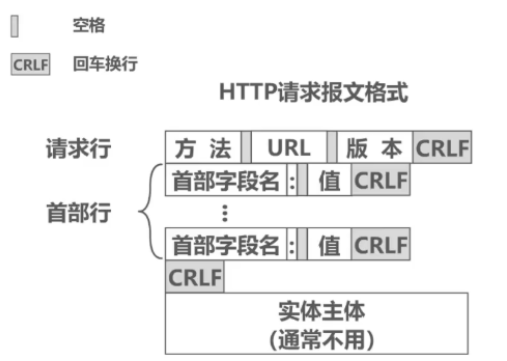 空格
CRLF 回车换行
HTTP请求报文格式
请求行 方 法 URL 版 本 CRLF
首部字段名 : 值 CRLF
首部行 ⋮
首部字段名 : 值 CRLF
CRLF
实体主体
(通常不用)